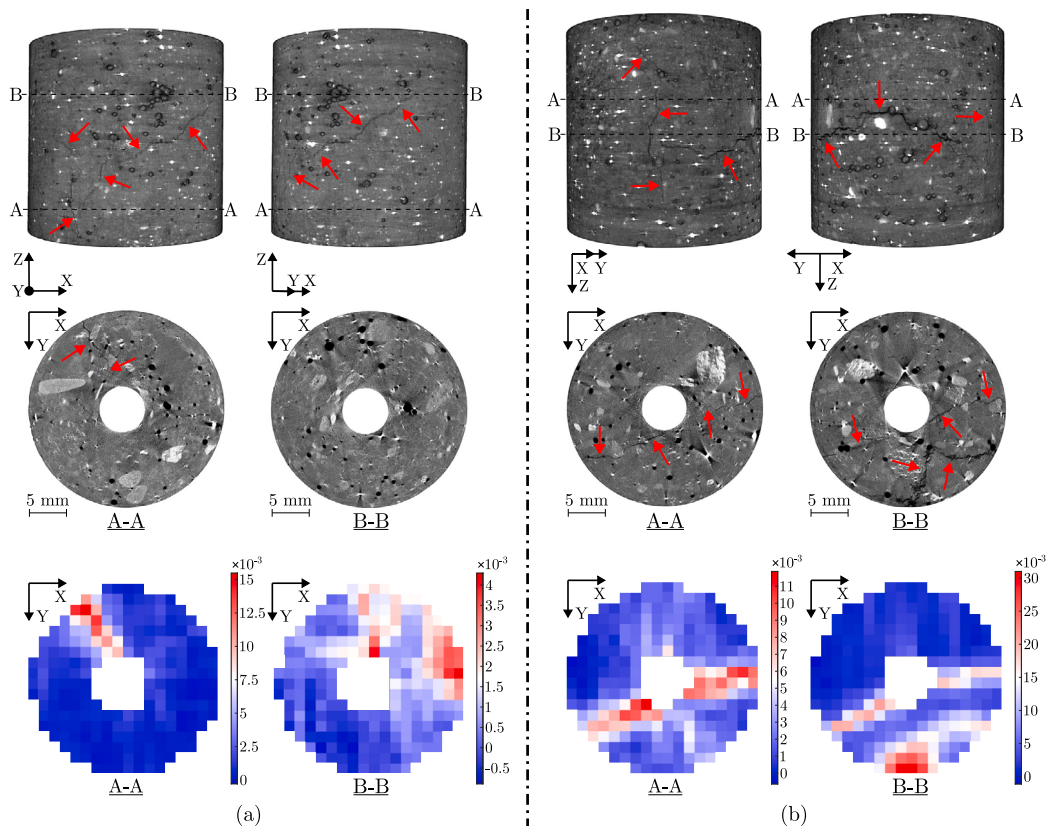 B B B B
A A A A
Z Z
Y X Y X
X X
Y Y
5 mm 5 mm
A-A B-B
×10⁻³ ×10⁻³
X X
Y Y
15
12.5
10
7.5
5
2.5
0
4
3.5
3
2.5
2
1.5
1
0.5
0
-0.5
A-A B-B
(a)
A A A A
B B B B
X Y Y X
Z Z
X X
Y Y
5 mm 5 mm
A-A B-B
×10⁻³ ×10⁻³
X X
Y Y
11
10
9
8
7
6
5
4
3
2
1
0
30
25
20
15
10
5
0
A-A B-B
(b)